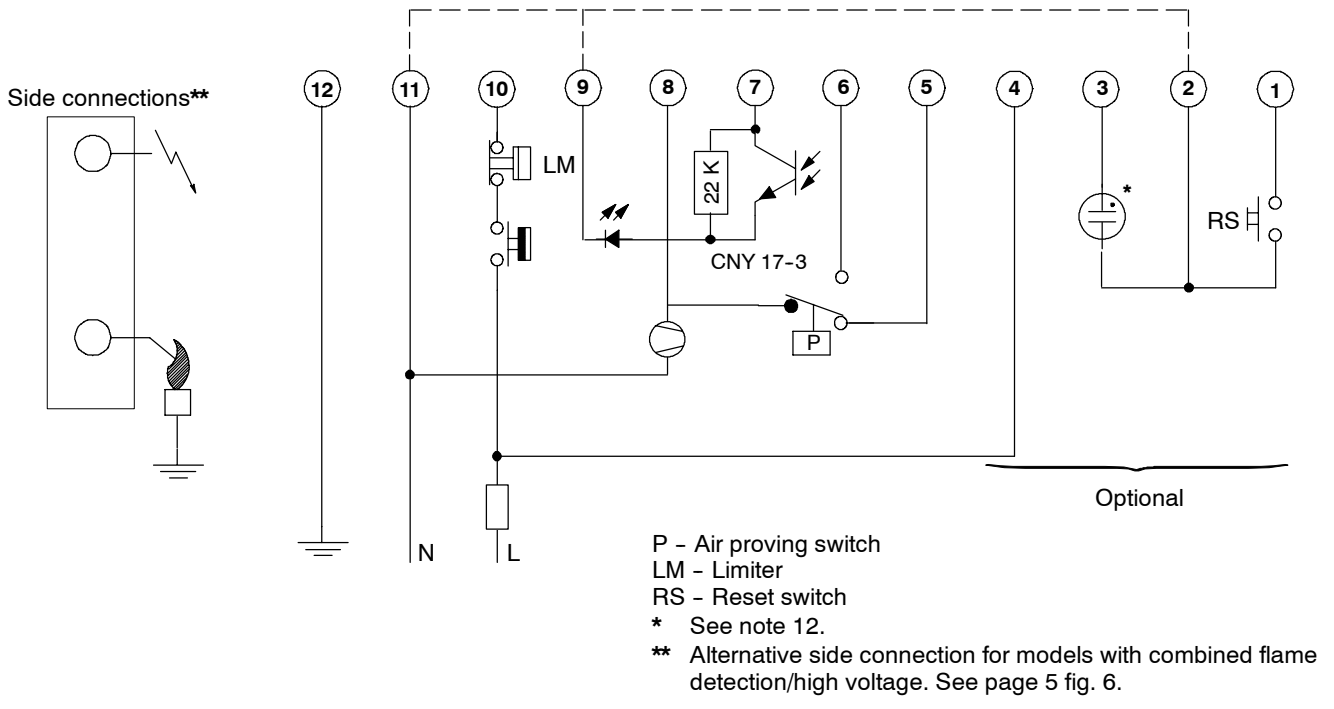 12
11
10
9
8
7
6
5
4
3
2
1
Side connections**
LM
22 K
*
RS
CNY 17-3
P
Optional
N
L
P - Air proving switch
LM - Limiter
RS - Reset switch
* See note 12.
** Alternative side connection for models with combined flame
detection/high voltage. See page 5 fig. 6.